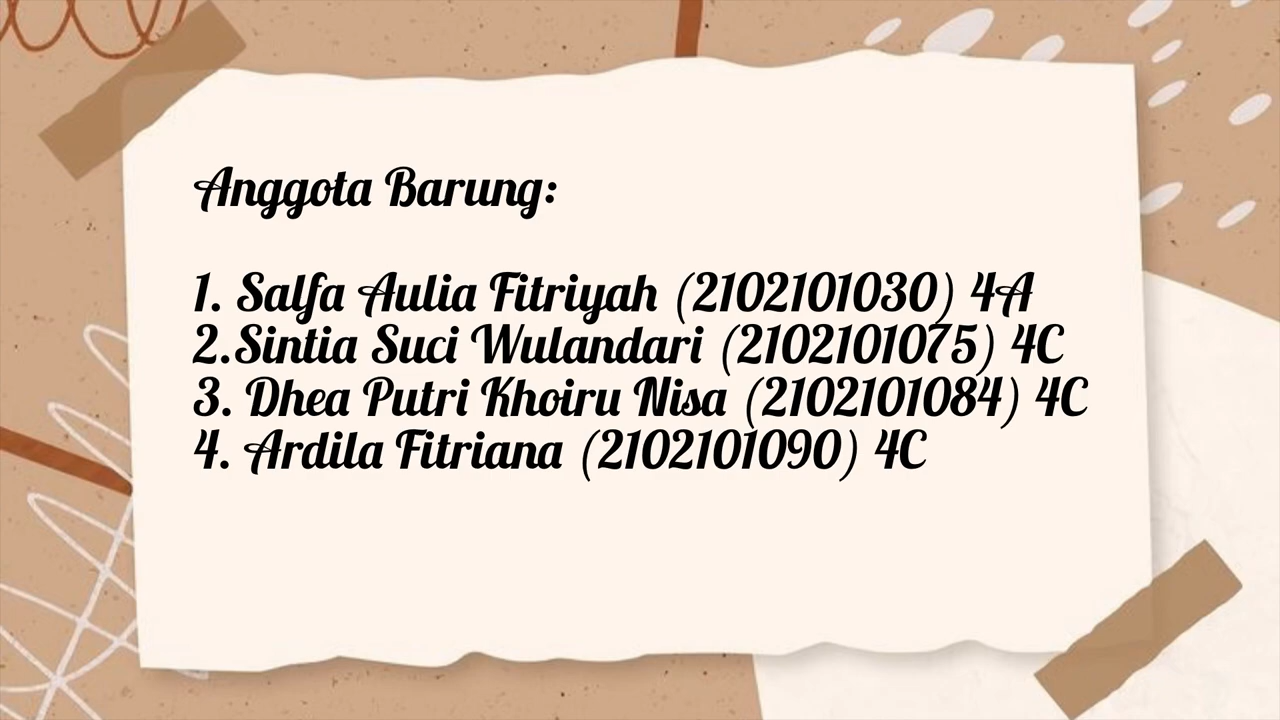 Anggota Barung:
1. Salfa Aulia Fitriyah (2102101030) 4A
2.Sintia Suci Wulandari (2102101075) 4C
3. Dhea Putri Khoiru Nisa (2102101084) 4C
4. Ardila Fitriana (2102101090) 4C